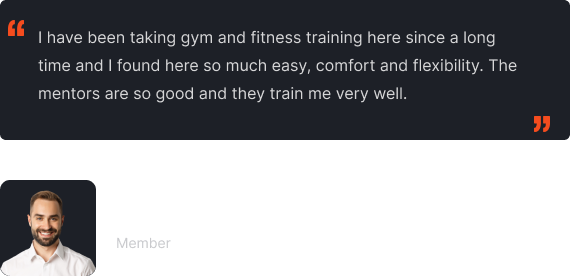 “
I have been taking gym and fitness training here since a long
time and I found here so much easy, comfort and flexibility. The
mentors are so good and they train me very well.
”
Member